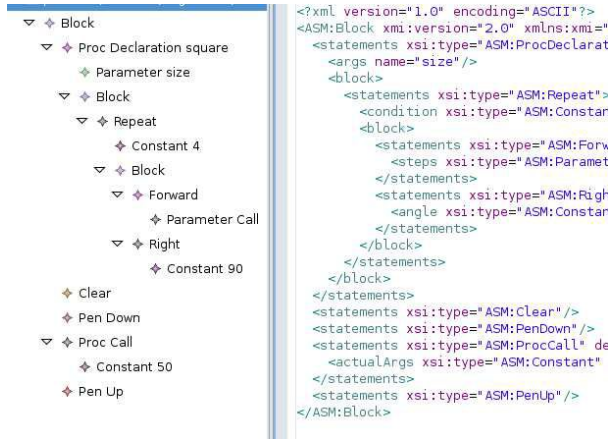 Block
Proc Declaration square
Parameter size
Block
Repeat
Constant 4
Block
Forward
Parameter Call
Right
Constant 90
Clear
Pen Down
Proc Call
Constant 50
Pen Up
<?xml version="1.0" encoding="ASCII"?>
<ASM:Block xmi:version="2.0" xmlns:xmi="
<statements xsi:type="ASM:ProcDeclarat
<args name="size"/>
<block>
<statements xsi:type="ASM:Repeat">
<condition xsi:type="ASM:Constan
<block>
<statements xsi:type="ASM:Forw
<steps xsi:type="ASM:Paramet
</statements>
<statements xsi:type="ASM:Righ
<angle xsi:type="ASM:Constan
</statements>
</block>
</statements>
</block>
</statements>
<statements xsi:type="ASM:Clear"/>
<statements xsi:type="ASM:PenDown"/>
<statements xsi:type="ASM:ProcCall" de
<actualArgs xsi:type="ASM:Constant"
</statements>
<statements xsi:type="ASM:PenUp"/>
</ASM:Block>